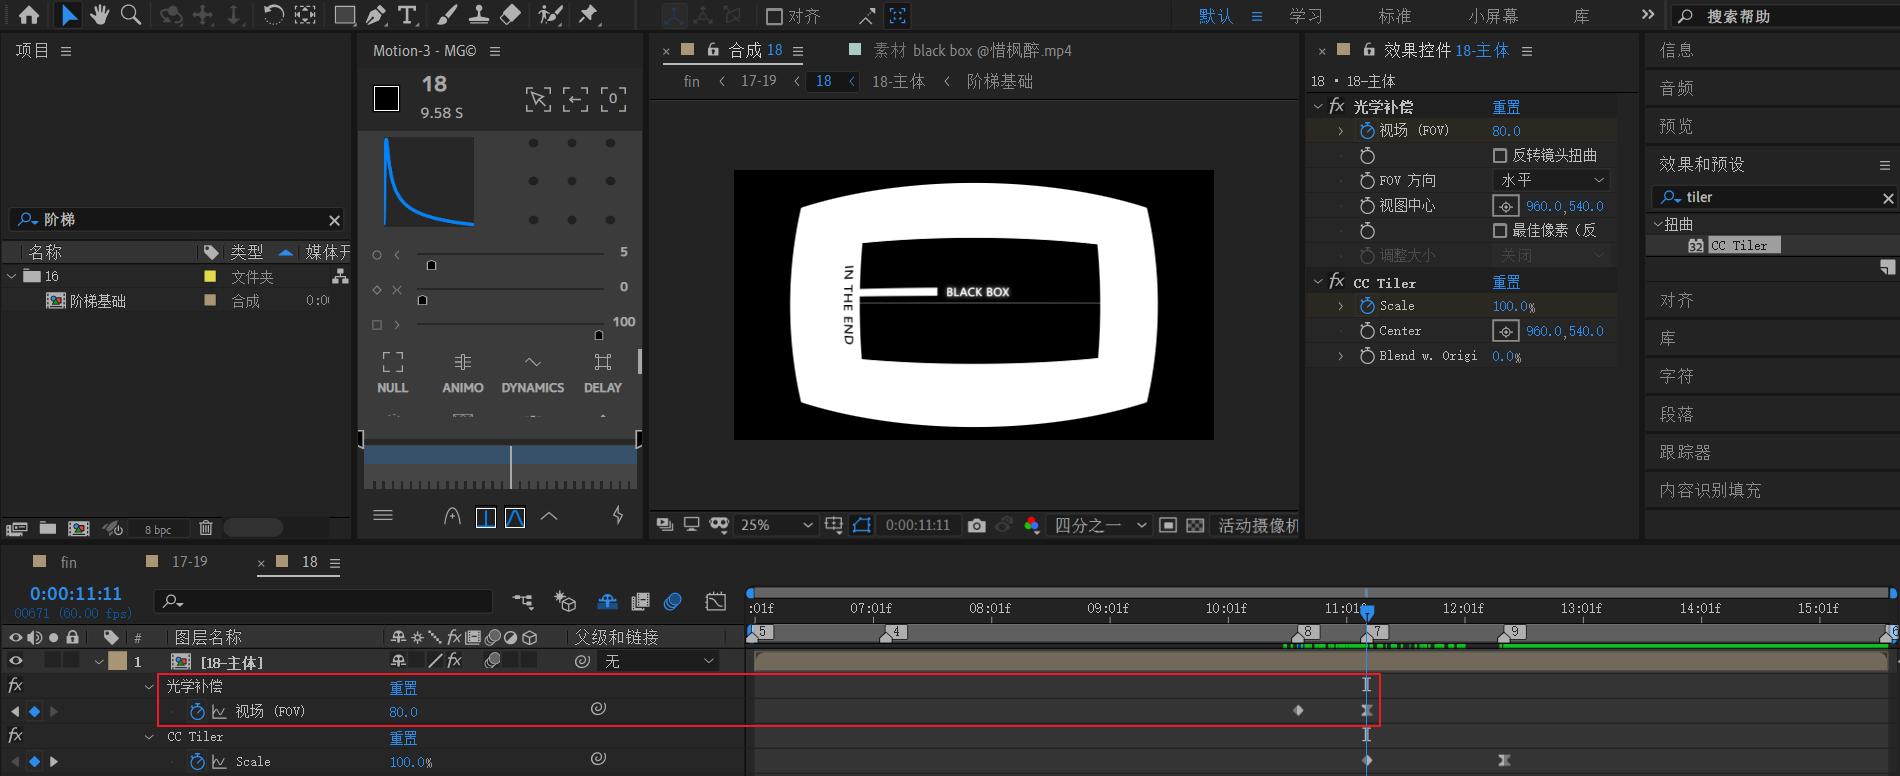 对齐
默认
学习
标准
小屏幕
库
搜索帮助
项目
阶梯
名称
类型
媒体开
16
文件夹
阶梯基础
合成
0:00
8 bpc
Motion-3 - MG©
18
9.58 S
0
5
0
100
NULL
ANIMO
DYNAMICS
DELAY
合成 18
素材 black box @惜枫醉.mp4
fin
17-19
18
18-主体
阶梯基础
IN THE END
BLACK BOX
25%
0:00:11:11
四分之一
活动摄像机
效果控件 18-主体
18 · 18-主体
fx 光学补偿 重置
视场 (FOV) 80.0
反转镜头扭曲
FOV 方向 水平
视图中心 960.0,540.0
最佳像素 (反
调整大小 关闭
fx CC Tiler 重置
Scale 100.0%
Center 960.0,540.0
Blend w. Origi 0.0%
信息
音频
预览
效果和预设
tiler
扭曲
32 CC Tiler
对齐
库
字符
段落
跟踪器
内容识别填充
fin
17-19
18
0:00:11:11
00671 (60.00 fps)
:01f 07:01f 08:01f 09:01f 10:01f 11:01f 12:01f 13:01f 14:01f 15:01f
# 图层名称 fx 父级和链接
5 4 8 7 9 6
1 [18-主体] fx 无
fx 光学补偿 重置
视场 (FOV) 80.0
fx CC Tiler 重置
Scale 100.0%